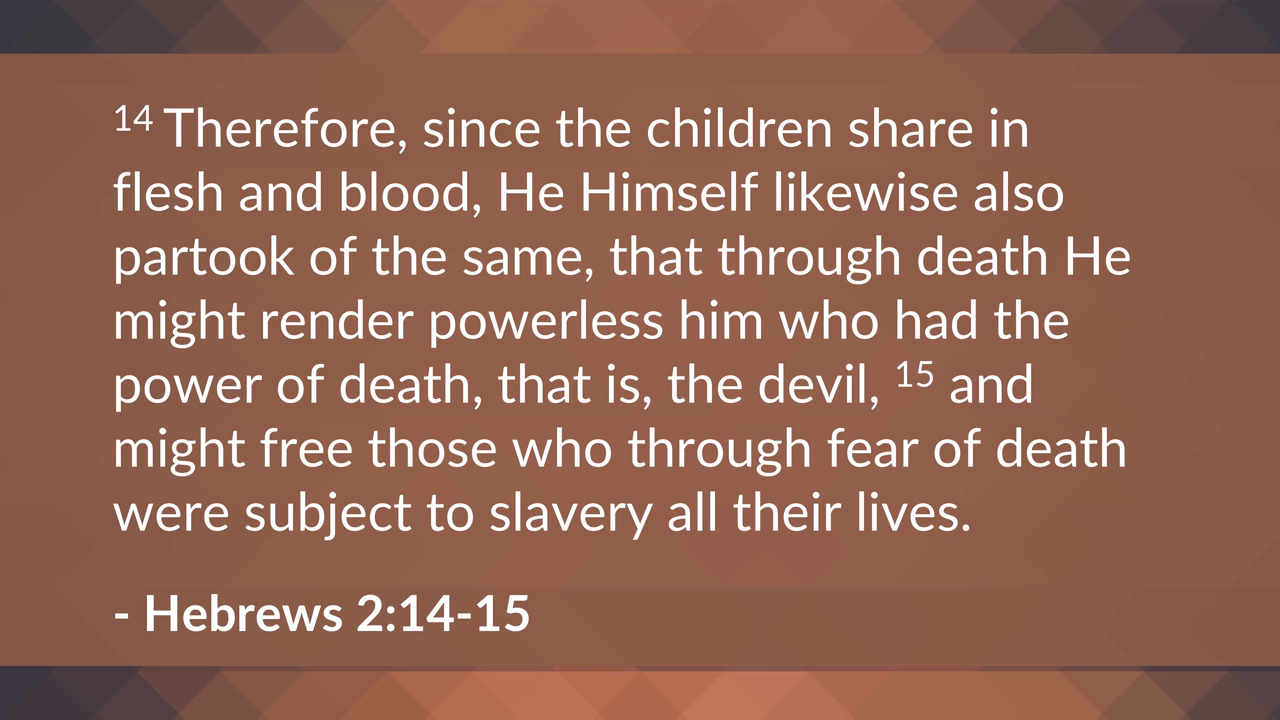 14 Therefore, since the children share in
flesh and blood, He Himself likewise also
partook of the same, that through death He
might render powerless him who had the
power of death, that is, the devil, 15 and
might free those who through fear of death
were subject to slavery all their lives.
- Hebrews 2:14-15